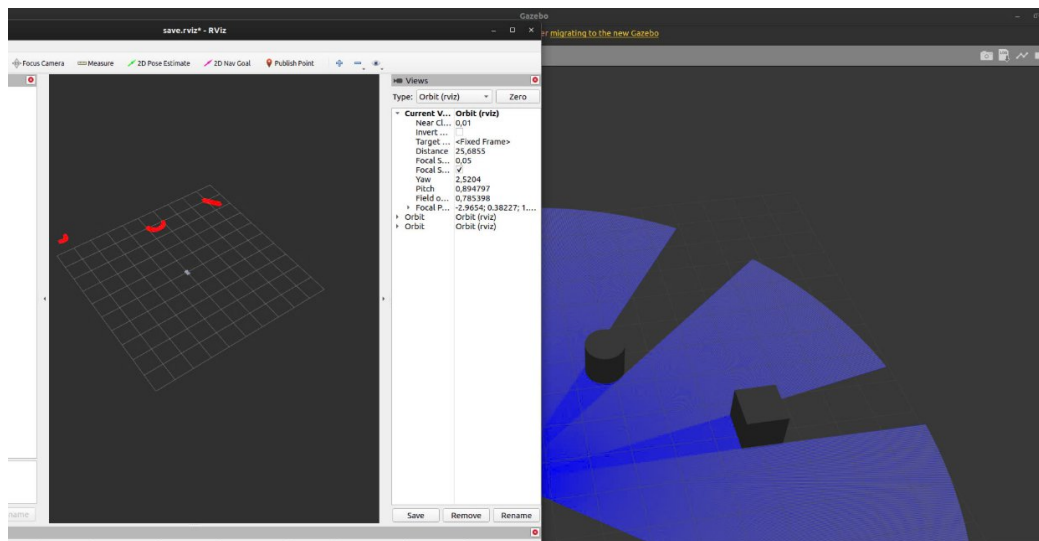 Gazebo
save.rviz* - RViz
er migrating to the new Gazebo
Focus Camera Measure 2D Pose Estimate 2D Nav Goal Publish Point
Views
Type: Orbit (rviz) Zero
Current V... Orbit (rviz)
Near Cl... 0,01
Invert ...
Target ... <Fixed Frame>
Distance 25,6855
Focal S... 0,05
Focal S...
Yaw 2,5204
Pitch 0,894797
Field o... 0,785398
Focal P... -2.9654; 0.38227; 1....
Orbit Orbit (rviz)
Orbit Orbit (rviz)
name Save Remove Rename